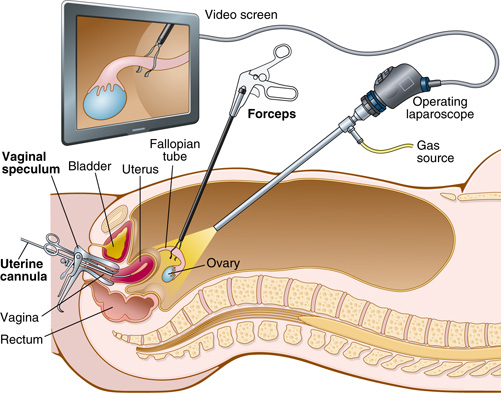 Video screen
Operating
laparoscope
Forceps
Gas
source
Fallopian
tube
Vaginal
speculum
Bladder
Uterus
Ovary
Uterine
cannula
Vagina
Rectum